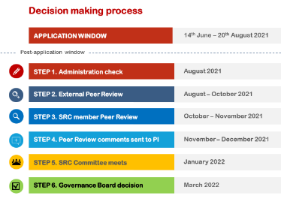 Decision making process
APPLICATION WINDOW 14th June – 20th August 2021
Post-application window
STEP 1. Administration check August 2021
STEP 2. External Peer Review August – October 2021
STEP 3. SRC member Peer Review October – November 2021
STEP 4. Peer Review comments sent to PI November – December 2021
STEP 5. SRC Committee meets January 2022
STEP 6. Governance Board decision March 2022